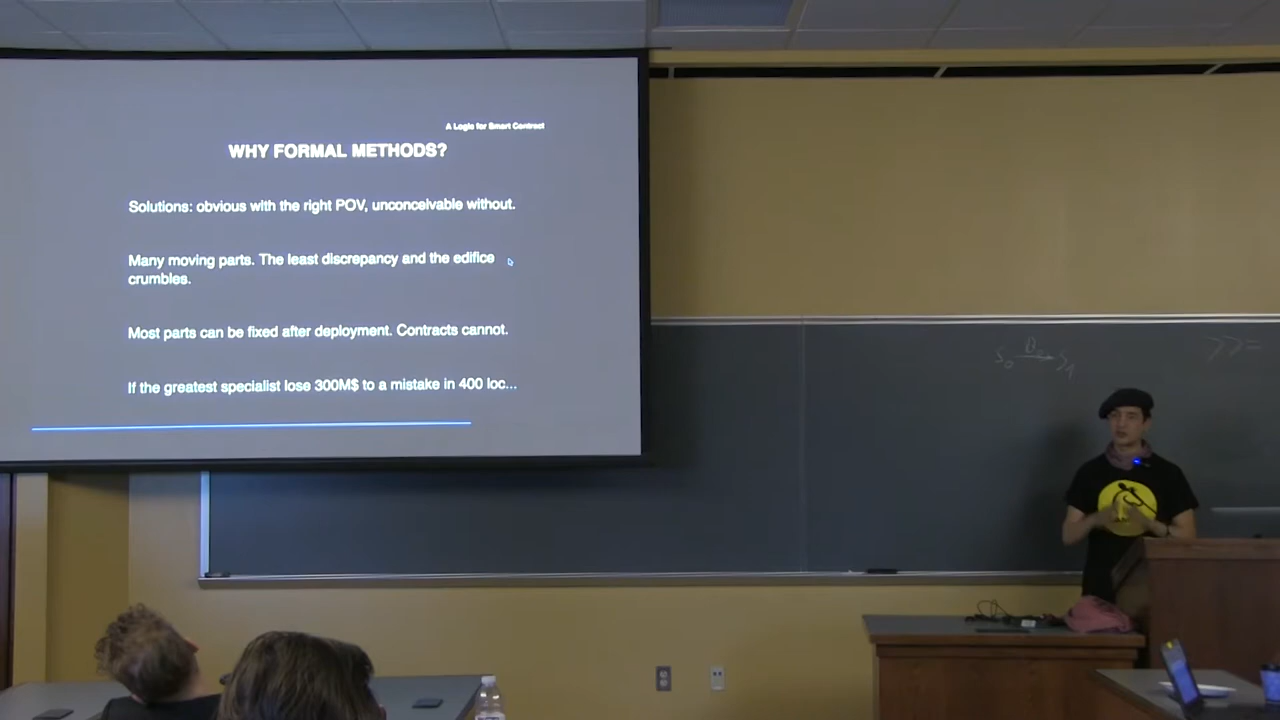 A Logic for Smart Contract
WHY FORMAL METHODS?
Solutions: obvious with the right POV, unconceivable without.
Many moving parts. The least discrepancy and the edifice
crumbles.
Most parts can be fixed after deployment. Contracts cannot.
If the greatest specialist lose 300M$ to a mistake in 400 loc...
>>=